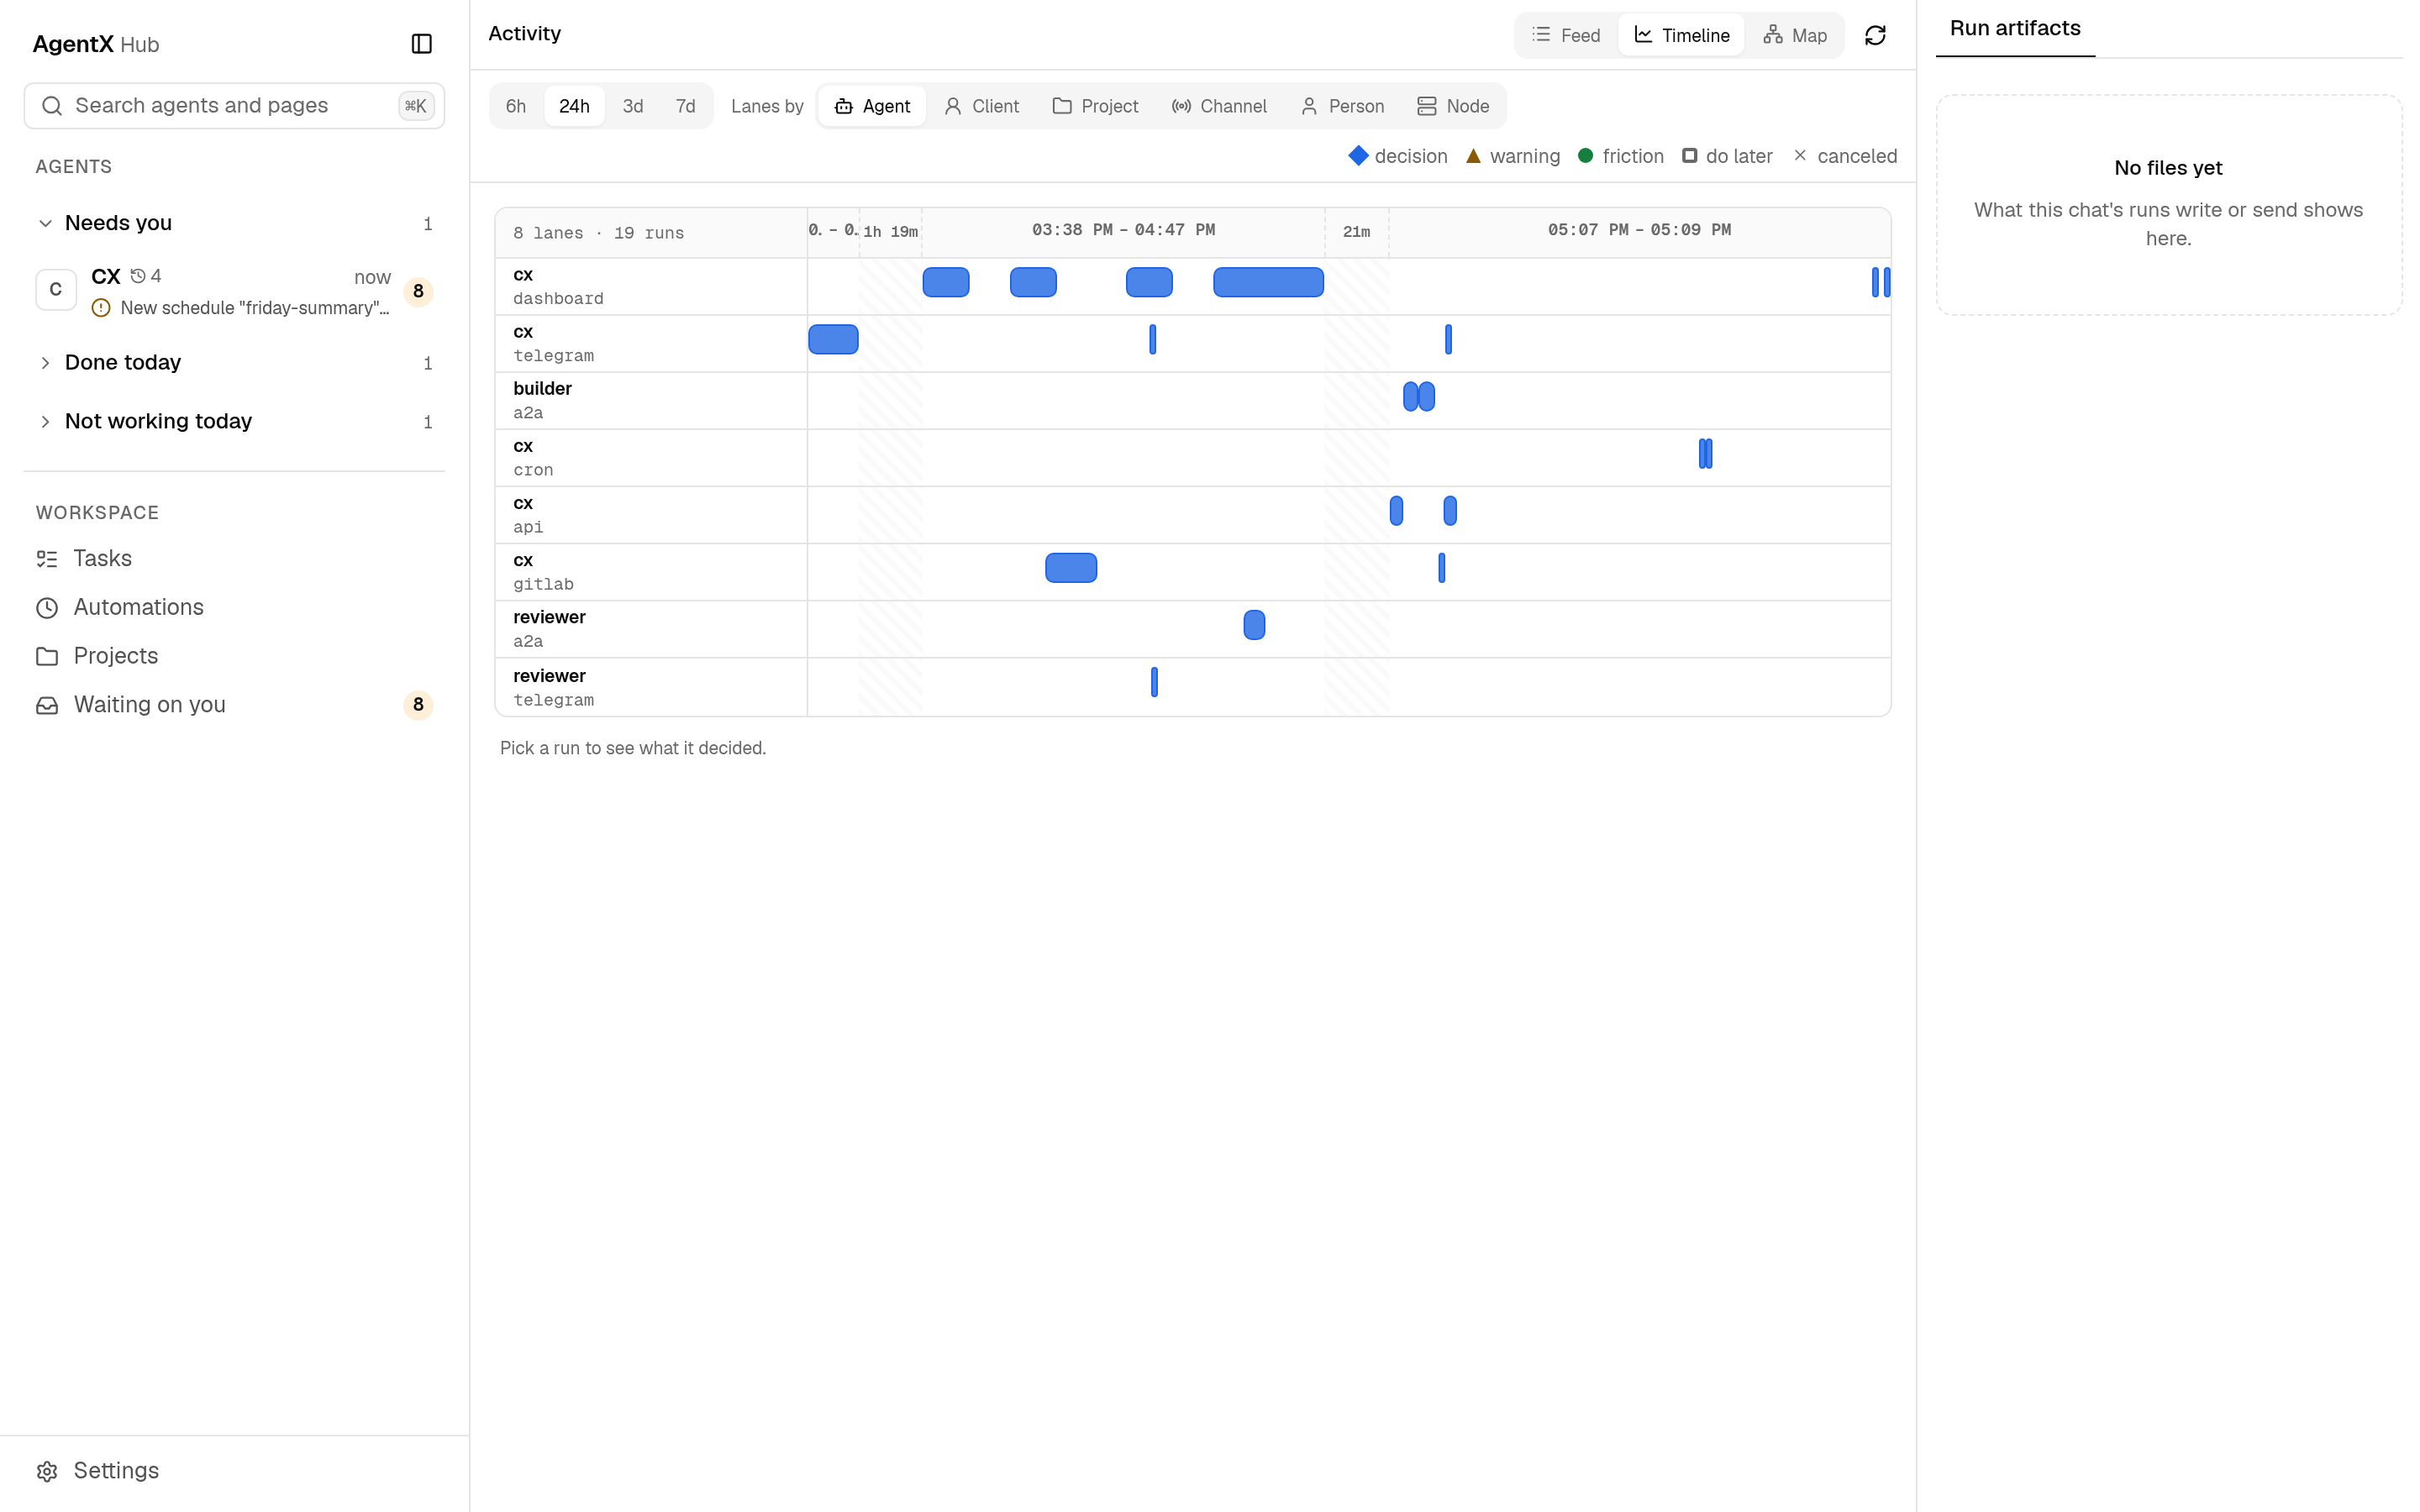 AgentX Hub
Search agents and pages ⌘K
AGENTS
Needs you 1
C
CX 4 now
New schedule "friday-summary"... 8
Done today 1
Not working today 1
WORKSPACE
Tasks
Automations
Projects
Waiting on you 8
Settings
Activity
Feed Timeline Map
6h 24h 3d 7d Lanes by Agent Client Project Channel Person Node
decision warning friction do later canceled
8 lanes · 19 runs 0. – 0. 1h 19m 03:38 PM – 04:47 PM 21m 05:07 PM – 05:09 PM
cx
dashboard
cx
telegram
builder
a2a
cx
cron
cx
api
cx
gitlab
reviewer
a2a
reviewer
telegram
Pick a run to see what it decided.
Run artifacts
No files yet
What this chat's runs write or send shows
here.